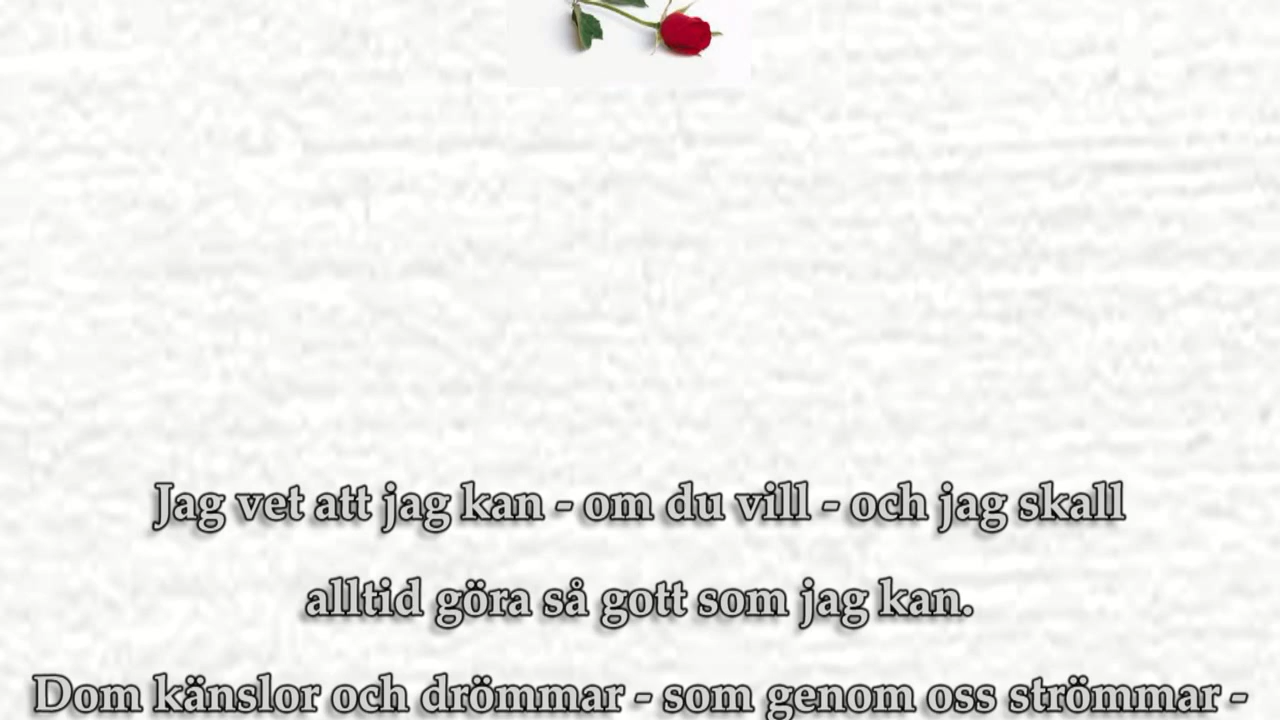 Jag vet att jag kan - om du vill - och jag skall
alltid göra så gott som jag kan.
Dom känslor och drömmar - som genom oss strömmar -